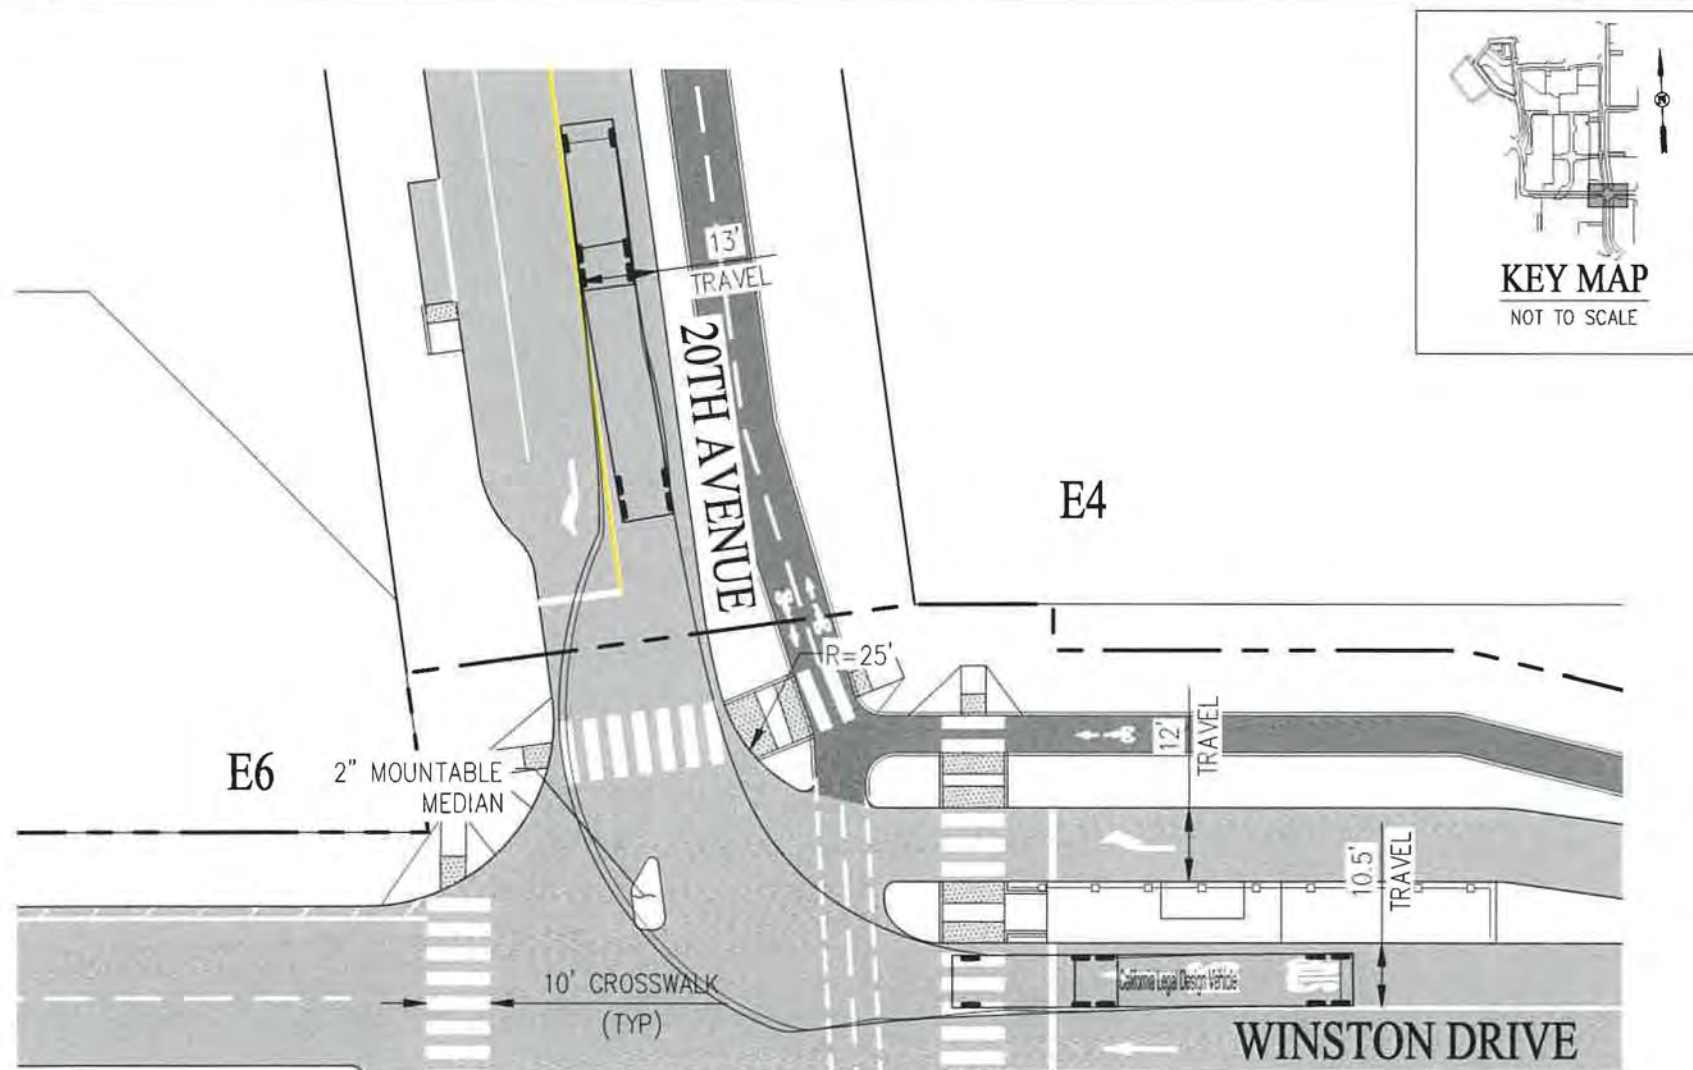 KEY MAP
NOT TO SCALE
13'
TRAVEL
20TH AVENUE
E4
R=25'
E6
2" MOUNTABLE
MEDIAN
12'
TRAVEL
10.5'
TRAVEL
10' CROSSWALK
(TYP)
California Legal Design Vehicle
WINSTON DRIVE